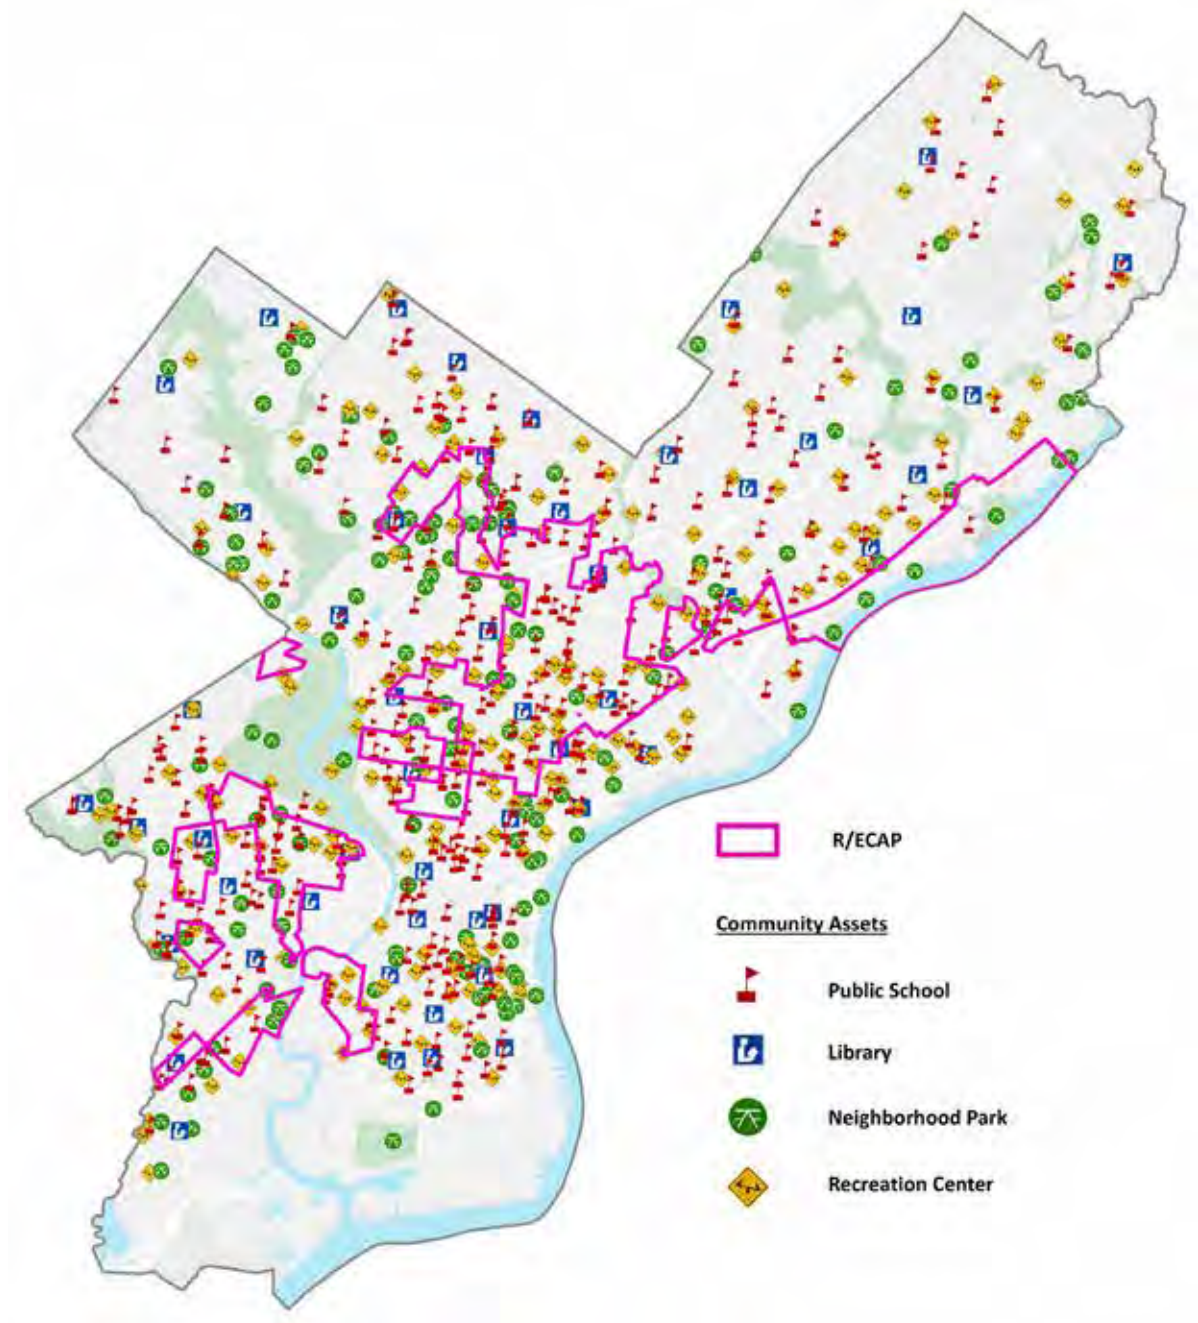 R/ECAP
Community Assets
Public School
Library
Neighborhood Park
Recreation Center